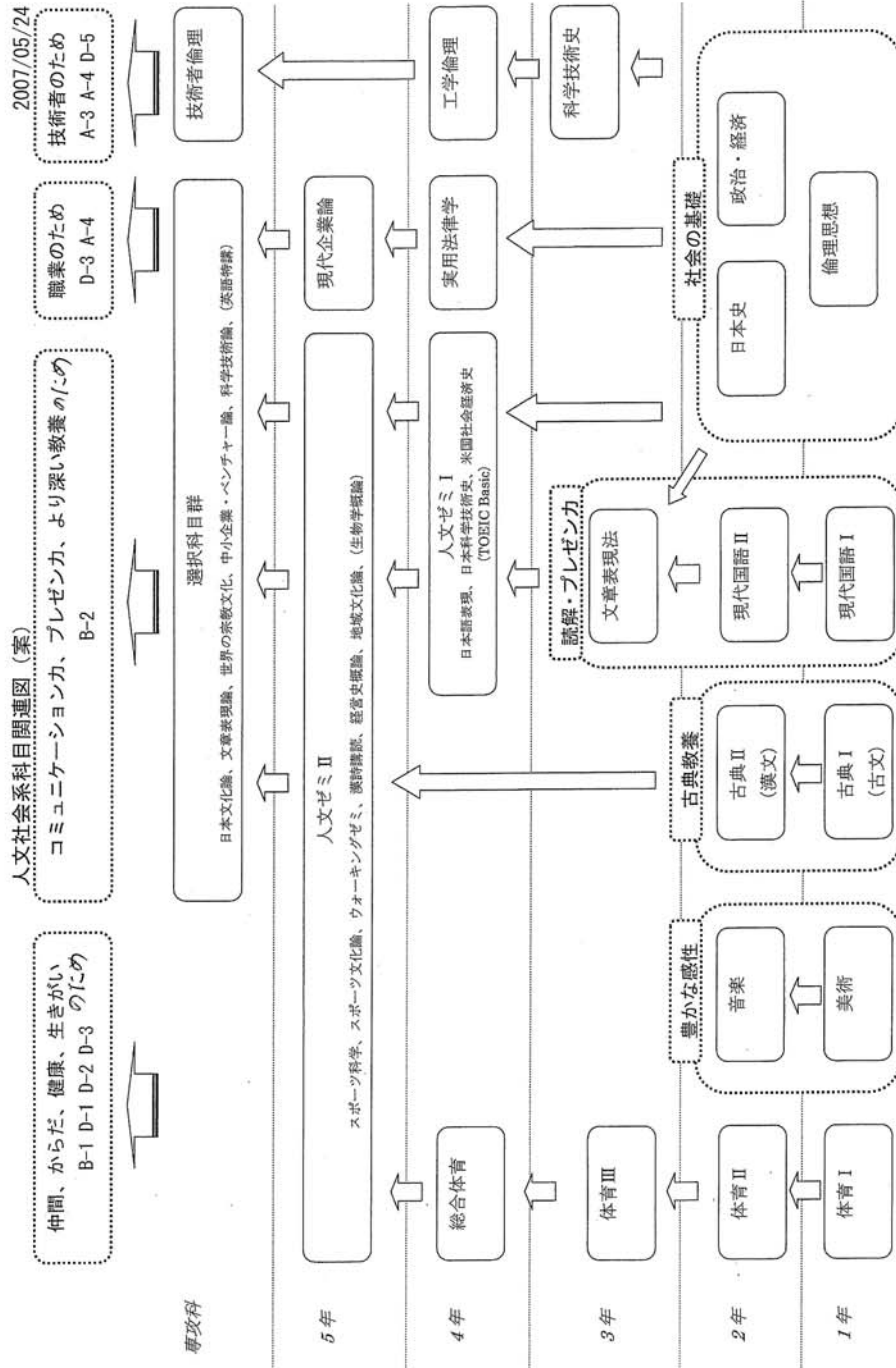 2007/05/24
人文社会系科目関連図（案）
仲間、からだ、健康、生きがい
のため
B-1 D-1 D-2 D-3
コミュニケーション力、プレゼン力、より深い教養のため
B-2
職業のため
D-3 A-4
技術者のため
A-3 A-4 D-5
専攻科
選択科目群
日本文化論、文章表現論、世界の宗教文化、中小企業・ベンチャー論、科学技術論、（英語特講）
技術者倫理
5年
人文ゼミⅡ
スポーツ科学、スポーツ文化論、ウォーキングゼミ、漢詩講読、経営史概論、地域文化論、（生物学概論）
現代企業論
4年
総合体育
人文ゼミⅠ
日本語表現、日本科学技術史、米国社会経済史
(TOEIC Basic)
実用法律学
工学倫理
3年
体育Ⅲ
読解・プレゼン力
文章表現法
科学技術史
2年
体育Ⅱ
豊かな感性
音楽
古典教養
古典Ⅱ
(漢文)
現代国語Ⅱ
社会の基礎
日本史
政治・経済
1年
体育Ⅰ
美術
古典Ⅰ
(古文)
現代国語Ⅰ
倫理思想